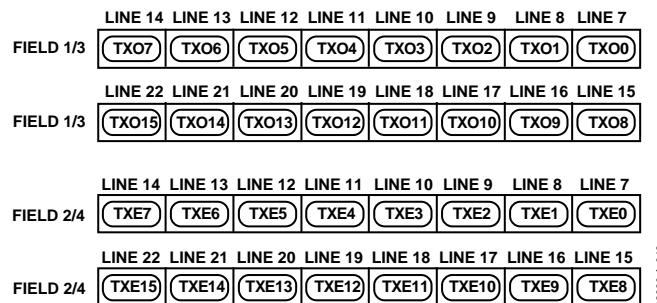 LINE 14 LINE 13 LINE 12 LINE 11 LINE 10 LINE 9 LINE 8 LINE 7
FIELD 1/3 TXO7 TXO6 TXO5 TXO4 TXO3 TXO2 TXO1 TXO0
LINE 22 LINE 21 LINE 20 LINE 19 LINE 18 LINE 17 LINE 16 LINE 15
FIELD 1/3 TXO15 TXO14 TXO13 TXO12 TXO11 TXO10 TXO9 TXO8
LINE 14 LINE 13 LINE 12 LINE 11 LINE 10 LINE 9 LINE 8 LINE 7
FIELD 2/4 TXE7 TXE6 TXE5 TXE4 TXE3 TXE2 TXE1 TXE0
LINE 22 LINE 21 LINE 20 LINE 19 LINE 18 LINE 17 LINE 16 LINE 15
FIELD 2/4 TXE15 TXE14 TXE13 TXE12 TXE11 TXE10 TXE9 TXE8